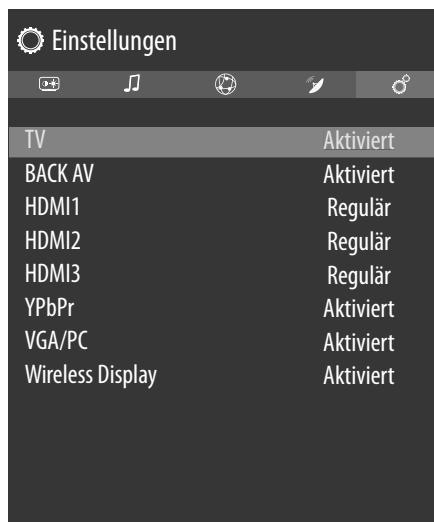 Einstellungen
TV Aktiviert
BACK AV Aktiviert
HDMI1 Regulär
HDMI2 Regulär
HDMI3 Regulär
YPbPr Aktiviert
VGA/PC Aktiviert
Wireless Display Aktiviert